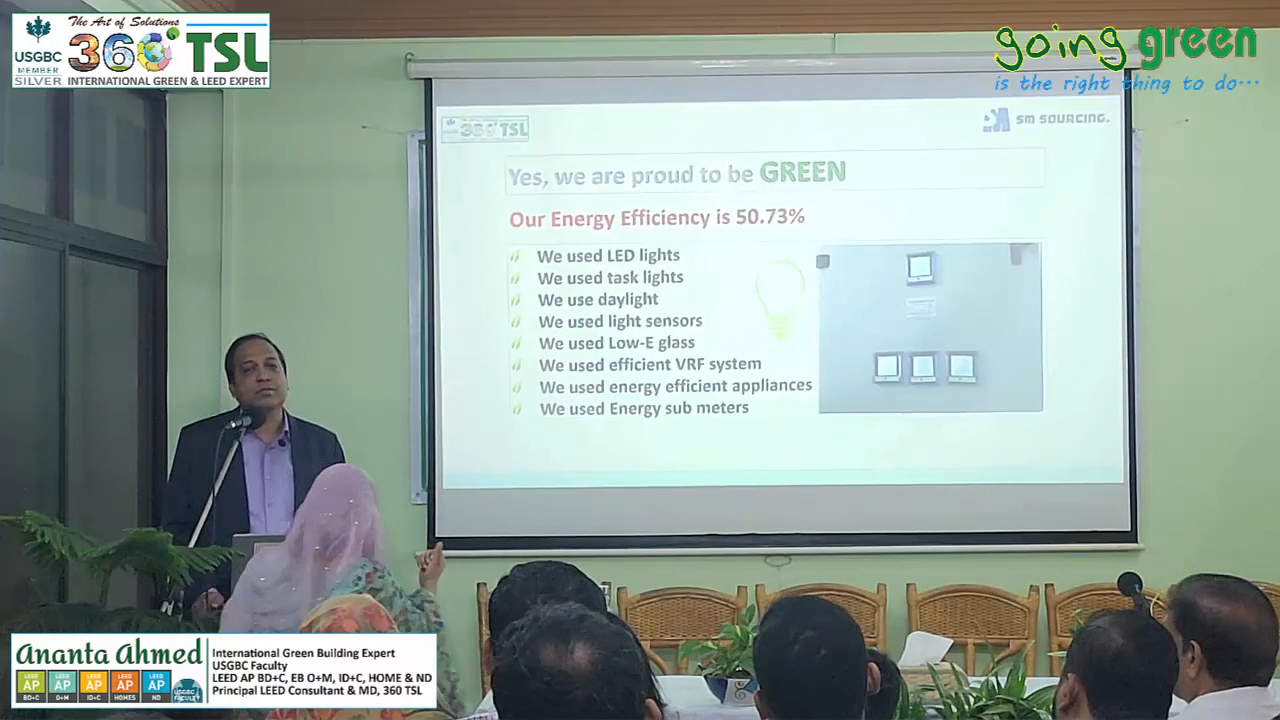 The Art of Solutions
USGBC
MEMBER
SILVER
360° TSL
INTERNATIONAL GREEN & LEED EXPERT
going green
is the right thing to do...
360° TSL
SM SOURCING.
Yes, we are proud to be GREEN
Our Energy Efficiency is 50.73%
We used LED lights
We used task lights
We use daylight
We used light sensors
We used Low-E glass
We used efficient VRF system
We used energy efficient appliances
We used Energy sub meters
Ananta Ahmed
LEED AP BD+C
LEED AP O+M
LEED AP ID+C
LEED AP HOMES
LEED AP ND
USGBC FACULTY
International Green Building Expert
USGBC Faculty
LEED AP BD+C, EB O+M, ID+C, HOME & ND
Principal LEED Consultant & MD, 360 TSL